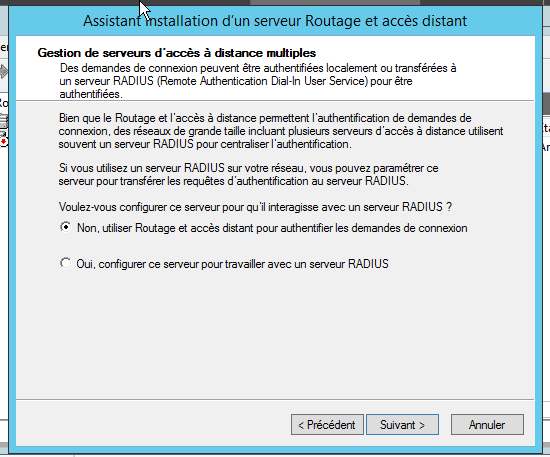 Assistant Installation d'un serveur Routage et accès distant
Gestion de serveurs d'accès à distance multiples
Des demandes de connexion peuvent être authentifiées localement ou transférées à
un serveur RADIUS (Remote Authentication Dial-In User Service) pour être
authentifiées.
Bien que le Routage et l'accès à distance permettent l'authentification de demandes de
connexion, des réseaux de grande taille incluant plusieurs serveurs d'accès à distance utilisent
souvent un serveur RADIUS pour centraliser l'authentification.
Si vous utilisez un serveur RADIUS sur votre réseau, vous pouvez paramétrer ce
serveur pour transférer les requêtes d'authentification au serveur RADIUS.
Voulez-vous configurer ce serveur pour qu'il interagisse avec un serveur RADIUS ?
Non, utiliser Routage et accès distant pour authentifier les demandes de connexion
Oui, configurer ce serveur pour travailler avec un serveur RADIUS
< Précédent
Suivant >
Annuler